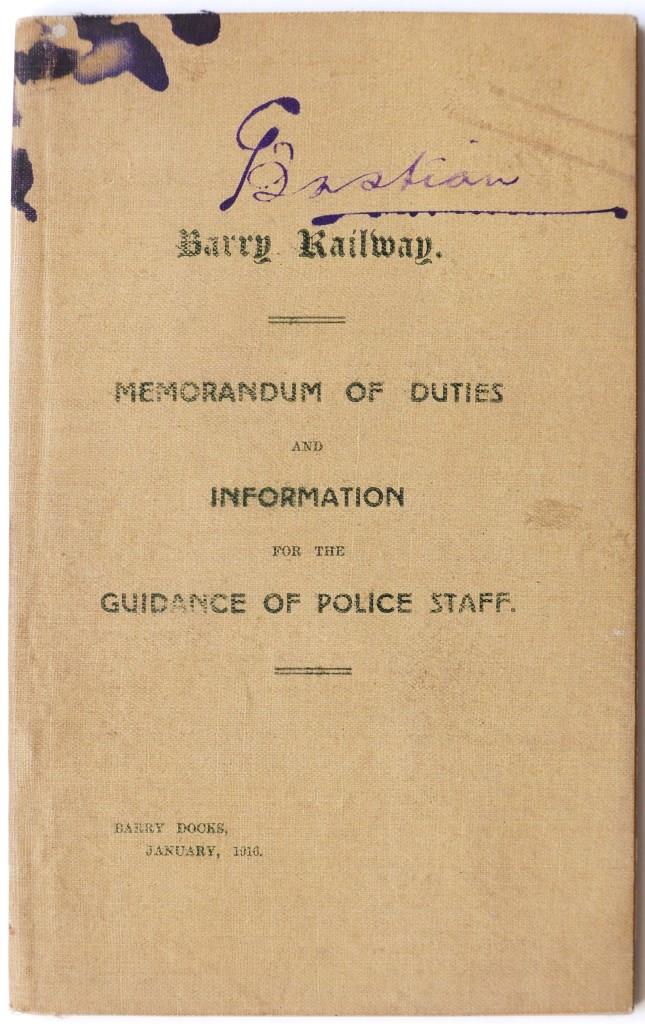 G Bastian
Barry Railway.
MEMORANDUM OF DUTIES
AND
INFORMATION
FOR THE
GUIDANCE OF POLICE STAFF.
BARRY DOCKS,
JANUARY, 1916.